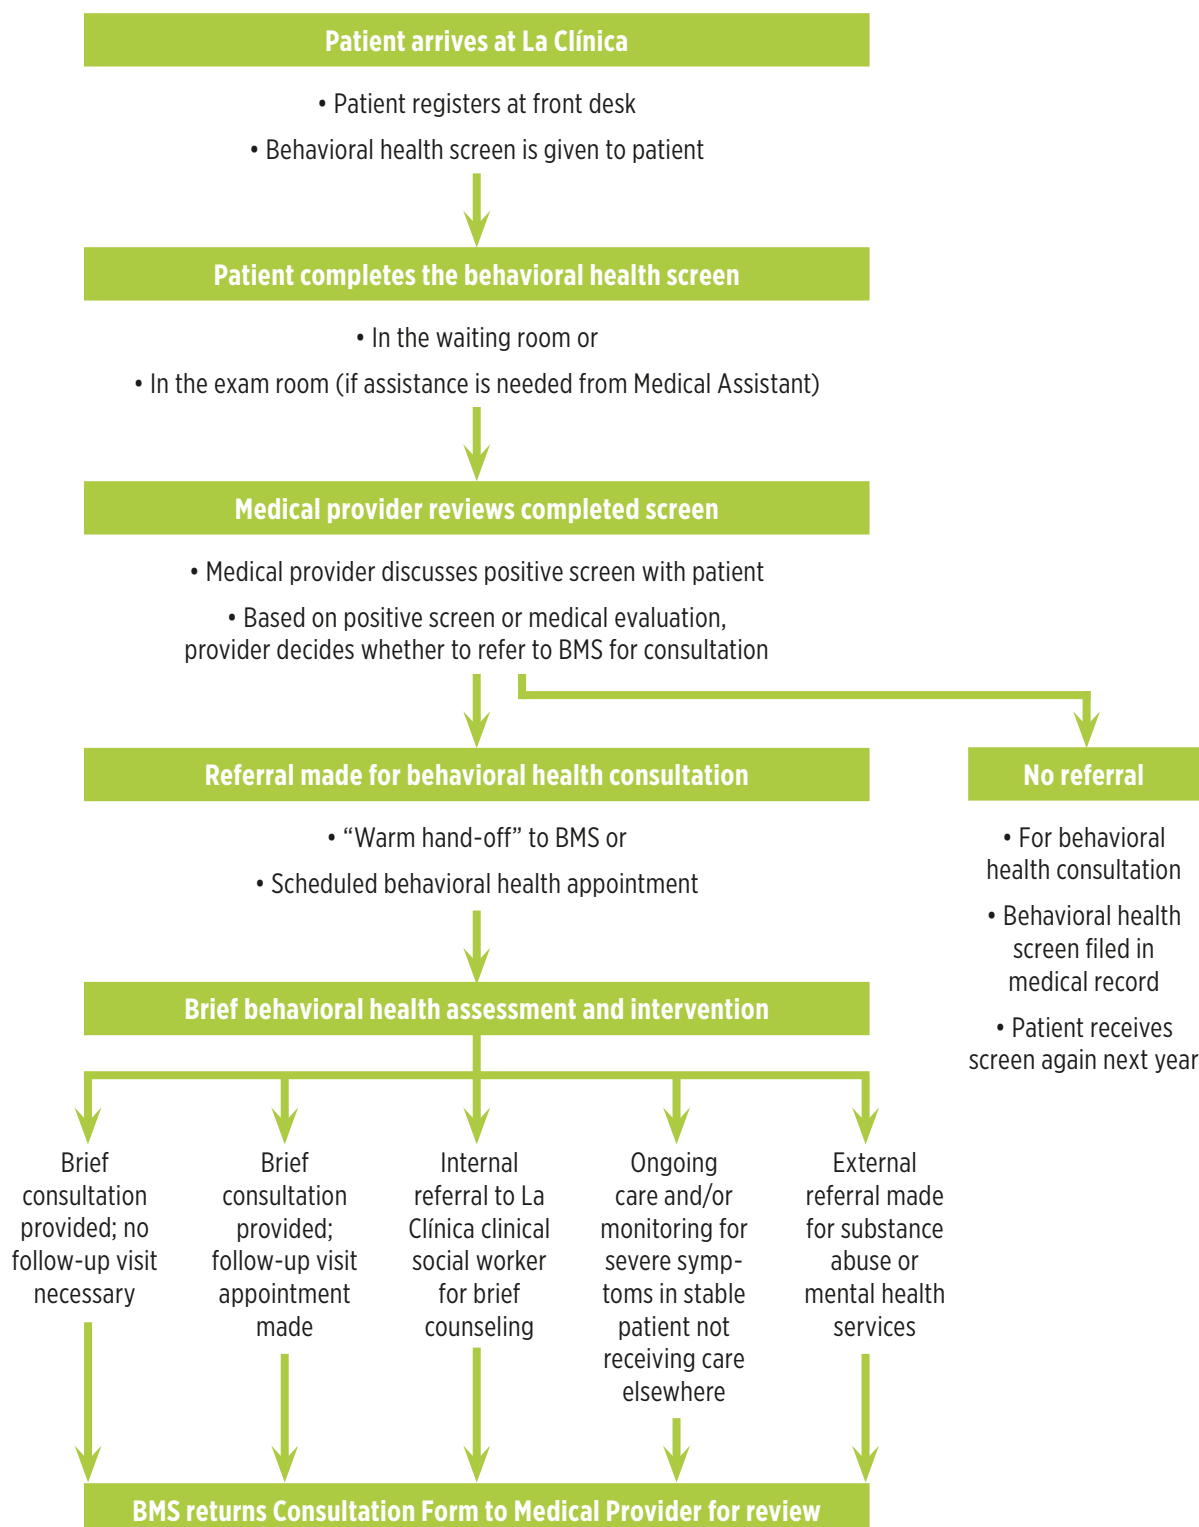 Patient arrives at La Clínica
• Patient registers at front desk
• Behavioral health screen is given to patient
Patient completes the behavioral health screen
• In the waiting room or
• In the exam room (if assistance is needed from Medical Assistant)
Medical provider reviews completed screen
• Medical provider discusses positive screen with patient
• Based on positive screen or medical evaluation,
provider decides whether to refer to BMS for consultation
Referral made for behavioral health consultation
• “Warm hand-off” to BMS or
• Scheduled behavioral health appointment
No referral
• For behavioral
health consultation
• Behavioral health
screen filed in
medical record
• Patient receives
screen again next year
Brief behavioral health assessment and intervention
Brief
consultation
provided; no
follow-up visit
necessary
Brief
consultation
provided;
follow-up visit
appointment
made
Internal
referral to La
Clínica clinical
social worker
for brief
counseling
Ongoing
care and/or
monitoring for
severe symp-
toms in stable
patient not
receiving care
elsewhere
External
referral made
for substance
abuse or
mental health
services
BMS returns Consultation Form to Medical Provider for review